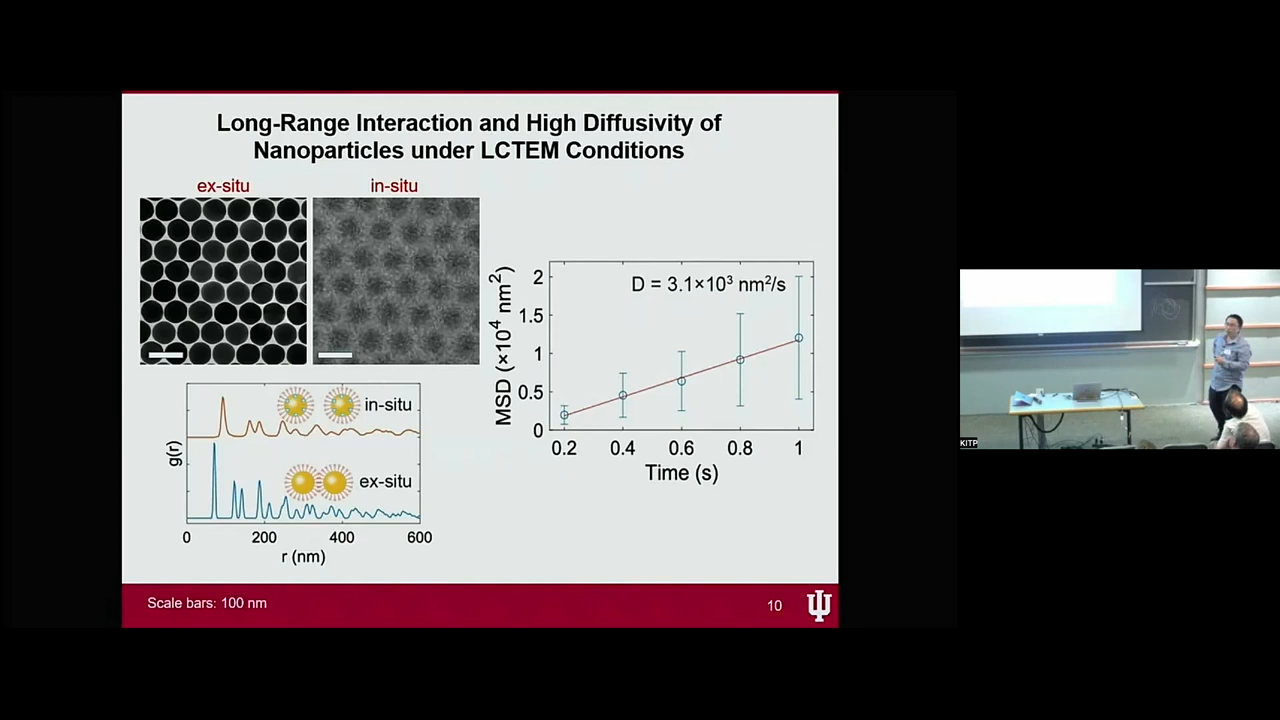 Long-Range Interaction and High Diffusivity of
Nanoparticles under LCTEM Conditions
ex-situ
in-situ
in-situ
ex-situ
g(r)
0
200
400
600
r (nm)
D = 3.1×10³ nm²/s
MSD (×10⁴ nm²)
2
1.5
1
0.5
0
0.2
0.4
0.6
0.8
1
Time (s)
Scale bars: 100 nm
10
KITP